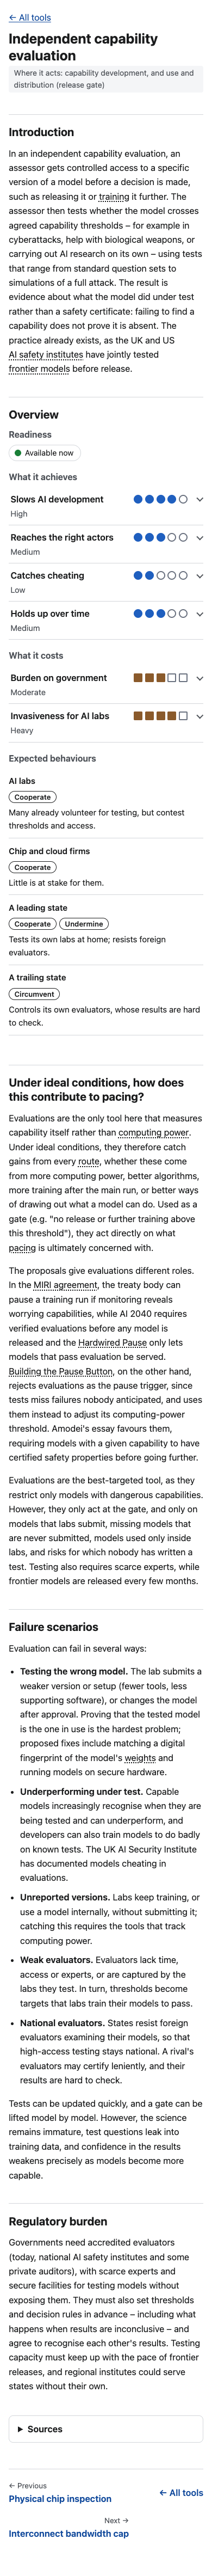 ← All tools
Independent capability
evaluation
Where it acts: capability development, and use and
distribution (release gate)
Introduction
In an independent capability evaluation, an
assessor gets controlled access to a specific
version of a model before a decision is made,
such as releasing it or training it further. The
assessor then tests whether the model crosses
agreed capability thresholds – for example in
cyberattacks, help with biological weapons, or
carrying out AI research on its own – using tests
that range from standard question sets to
simulations of a full attack. The result is
evidence about what the model did under test
rather than a safety certificate: failing to find a
capability does not prove it is absent. The
practice already exists, as the UK and US
AI safety institutes have jointly tested
frontier models before release.
Overview
Readiness
Available now
What it achieves
Slows AI development
High
Reaches the right actors
Medium
Catches cheating
Low
Holds up over time
Medium
What it costs
Burden on government
Moderate
Invasiveness for AI labs
Heavy
Expected behaviours
AI labs
Cooperate
Many already volunteer for testing, but contest
thresholds and access.
Chip and cloud firms
Cooperate
Little is at stake for them.
A leading state
Cooperate Undermine
Tests its own labs at home; resists foreign
evaluators.
A trailing state
Circumvent
Controls its own evaluators, whose results are hard
to check.
Under ideal conditions, how does
this contribute to pacing?
Evaluations are the only tool here that measures
capability itself rather than computing power.
Under ideal conditions, they therefore catch
gains from every route, whether these come
from more computing power, better algorithms,
more training after the main run, or better ways
of drawing out what a model can do. Used as a
gate (e.g. "no release or further training above
this threshold"), they act directly on what
pacing is ultimately concerned with.
The proposals give evaluations different roles.
In the MIRI agreement, the treaty body can
pause a training run if monitoring reveals
worrying capabilities, while AI 2040 requires
verified evaluations before any model is
released and the Hardwired Pause only lets
models that pass evaluation be served.
Building the Pause Button, on the other hand,
rejects evaluations as the pause trigger, since
tests miss failures nobody anticipated, and uses
them instead to adjust its computing-power
threshold. Amodei's essay favours them,
requiring models with a given capability to have
certified safety properties before going further.
Evaluations are the best-targeted tool, as they
restrict only models with dangerous capabilities.
However, they only act at the gate, and only on
models that labs submit, missing models that
are never submitted, models used only inside
labs, and risks for which nobody has written a
test. Testing also requires scarce experts, while
frontier models are released every few months.
Failure scenarios
Evaluation can fail in several ways:
• Testing the wrong model. The lab submits a
weaker version or setup (fewer tools, less
supporting software), or changes the model
after approval. Proving that the tested model
is the one in use is the hardest problem;
proposed fixes include matching a digital
fingerprint of the model's weights and
running models on secure hardware.
• Underperforming under test. Capable
models increasingly recognise when they are
being tested and can underperform, and
developers can also train models to do badly
on known tests. The UK AI Security Institute
has documented models cheating in
evaluations.
• Unreported versions. Labs keep training, or
use a model internally, without submitting it;
catching this requires the tools that track
computing power.
• Weak evaluators. Evaluators lack time,
access or experts, or are captured by the
labs they test. In turn, thresholds become
targets that labs train their models to pass.
• National evaluators. States resist foreign
evaluators examining their models, so that
high-access testing stays national. A rival's
evaluators may certify leniently, and their
results are hard to check.
Tests can be updated quickly, and a gate can be
lifted model by model. However, the science
remains immature, test questions leak into
training data, and confidence in the results
weakens precisely as models become more
capable.
Regulatory burden
Governments need accredited evaluators
(today, national AI safety institutes and some
private auditors), with scarce experts and
secure facilities for testing models without
exposing them. They must also set thresholds
and decision rules in advance – including what
happens when results are inconclusive – and
agree to recognise each other's results. Testing
capacity must keep up with the pace of frontier
releases, and regional institutes could serve
states without their own.
▶ Sources
← Previous
Physical chip inspection
← All tools
Next →
Interconnect bandwidth cap